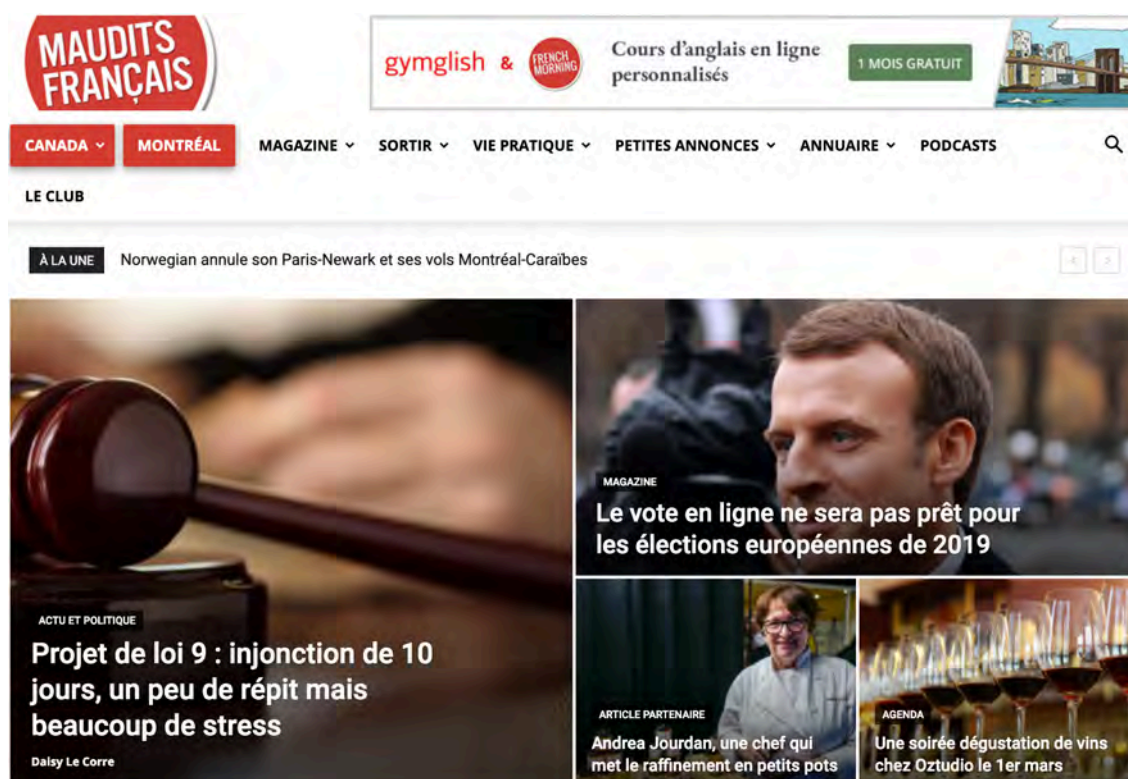 MAUDITS
FRANÇAIS
gymglish & FRENCH MORNING
Cours d'anglais en ligne
personnalisés
1 MOIS GRATUIT
CANADA
MONTRÉAL
MAGAZINE
SORTIR
VIE PRATIQUE
PETITES ANNONCES
ANNUAIRE
PODCASTS
LE CLUB
À LA UNE
Norwegian annule son Paris-Newark et ses vols Montréal-Caraïbes
ACTU ET POLITIQUE
Projet de loi 9 : injonction de 10
jours, un peu de répit mais
beaucoup de stress
Daisy Le Corre
MAGAZINE
Le vote en ligne ne sera pas prêt pour
les élections européennes de 2019
ARTICLE PARTENAIRE
Andrea Jourdan, une chef qui
met le raffinement en petits pots
AGENDA
Une soirée dégustation de vins
chez Oztudio le 1er mars